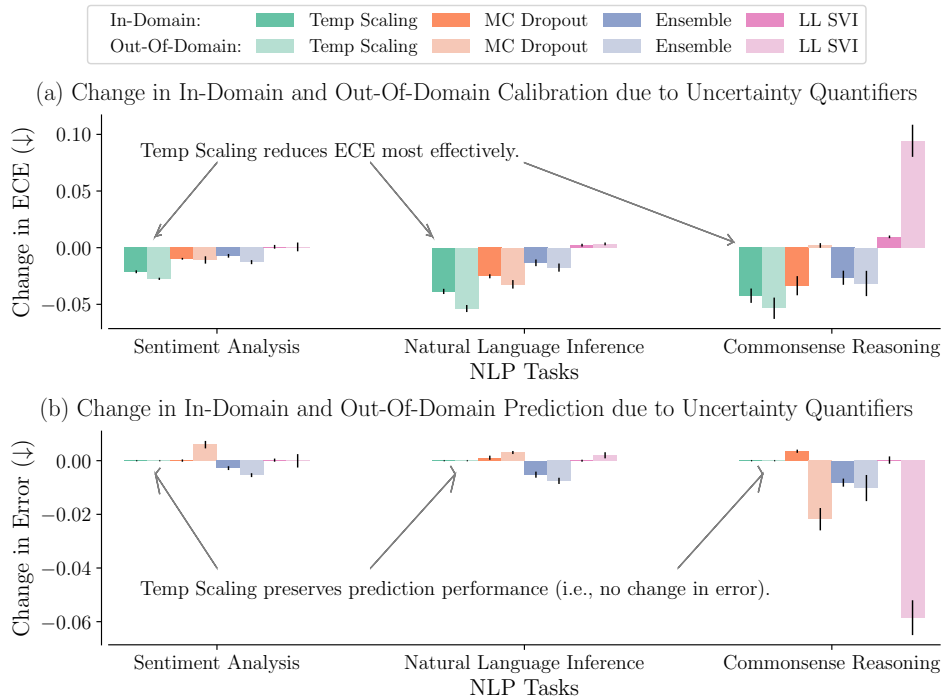 In-Domain: Temp Scaling MC Dropout Ensemble LL SVI
Out-Of-Domain: Temp Scaling MC Dropout Ensemble LL SVI
(a) Change in In-Domain and Out-Of-Domain Calibration due to Uncertainty Quantifiers
Change in ECE (↓)
0.10
0.05
0.00
−0.05
Temp Scaling reduces ECE most effectively.
Sentiment Analysis Natural Language Inference Commonsense Reasoning
NLP Tasks
(b) Change in In-Domain and Out-Of-Domain Prediction due to Uncertainty Quantifiers
Change in Error (↓)
0.00
−0.02
−0.04
−0.06
Temp Scaling preserves prediction performance (i.e., no change in error).
Sentiment Analysis Natural Language Inference Commonsense Reasoning
NLP Tasks